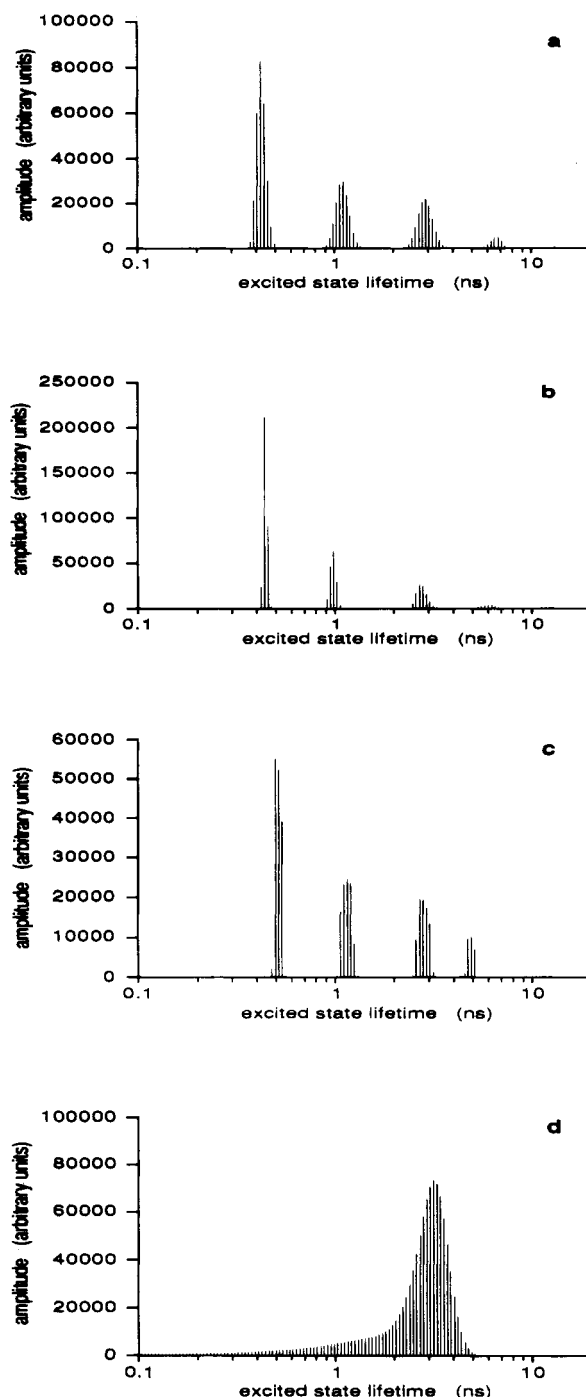 a
amplitude (arbitrary units)
100000
80000
60000
40000
20000
0
0.1 1 10
excited state lifetime (ns)
b
amplitude (arbitrary units)
250000
200000
150000
100000
50000
0
0.1 1 10
excited state lifetime (ns)
c
amplitude (arbitrary units)
60000
50000
40000
30000
20000
10000
0
0.1 1 10
excited state lifetime (ns)
d
amplitude (arbitrary units)
100000
80000
60000
40000
20000
0
0.1 1 10
excited state lifetime (ns)